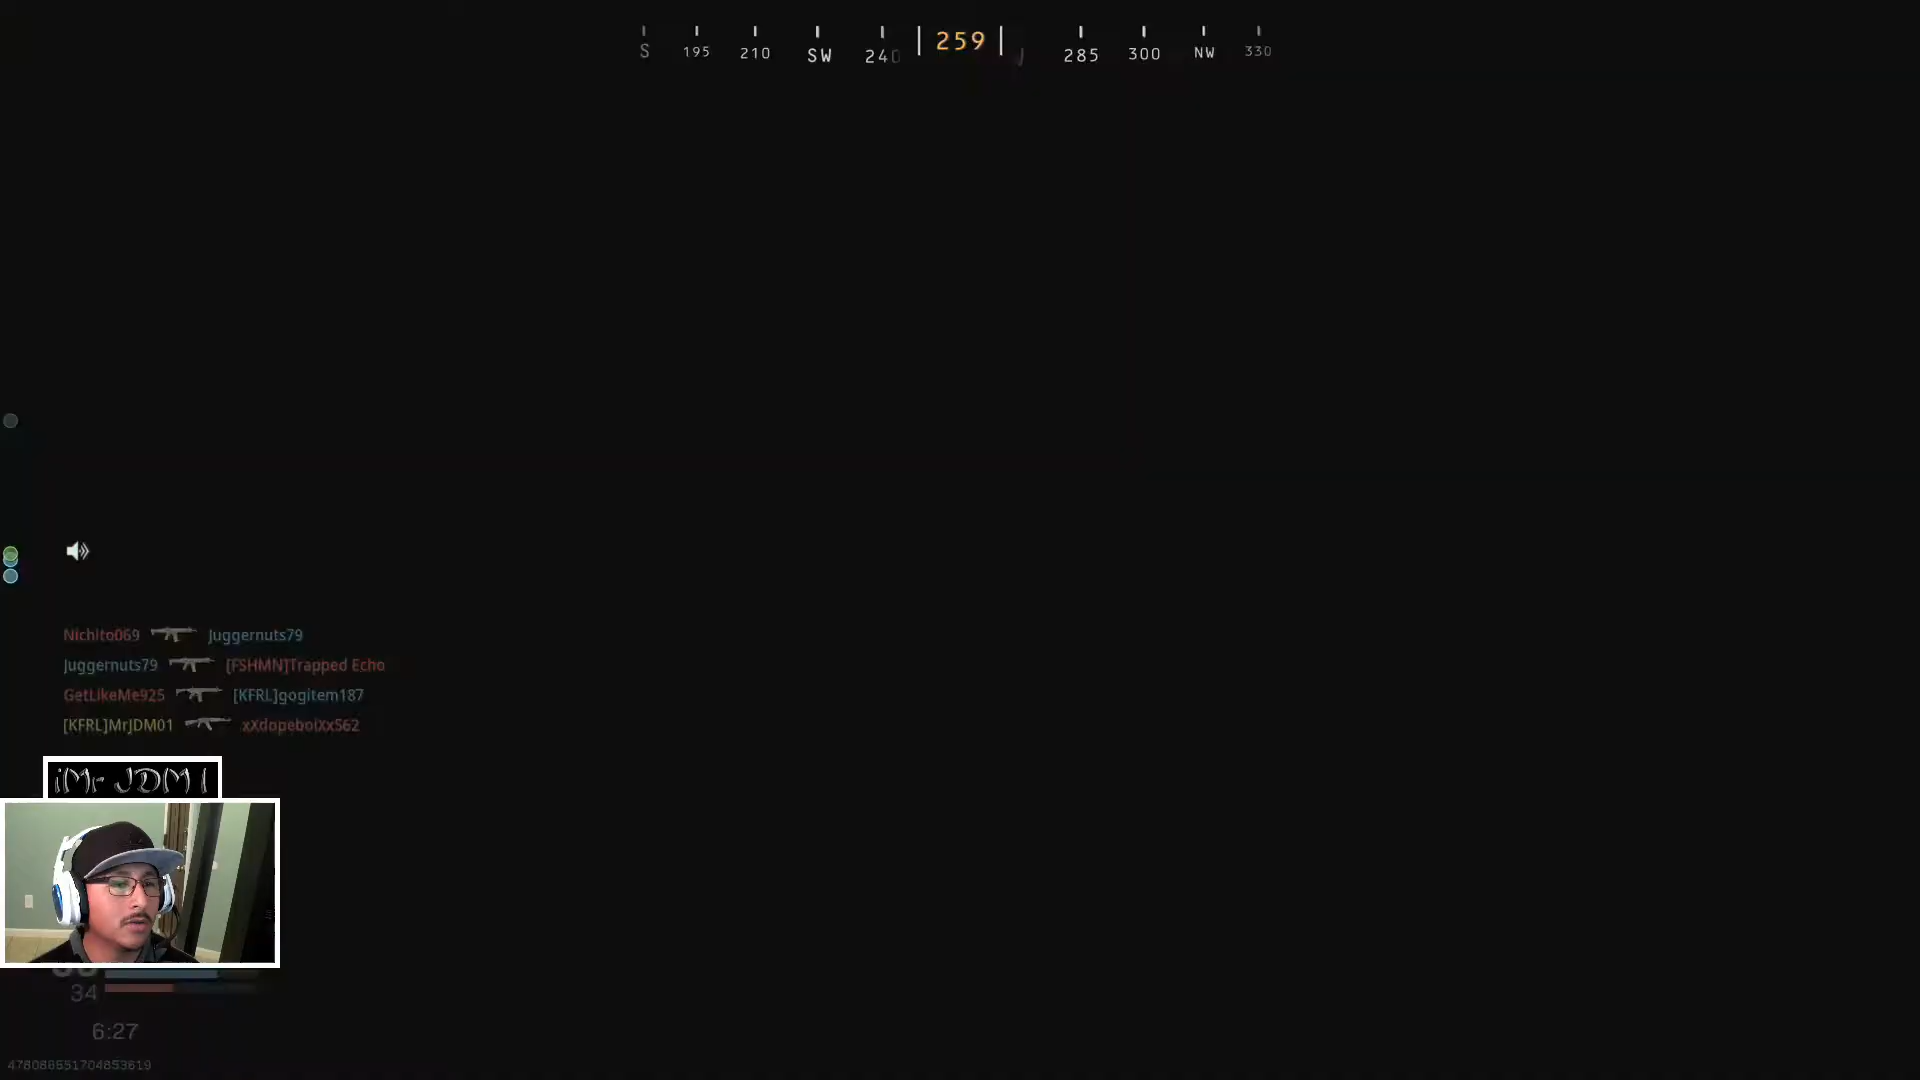 S 195 210 SW 240 259 285 300 NW 330
Nichito069 Juggernuts79
Juggernuts79 [FSHMN]Trapped Echo
GetLikeMe925 [KFRL]gogitem187
[KFRL]MrJDM01 xXdopeboiXx562
iMr JDM I
34
6:27